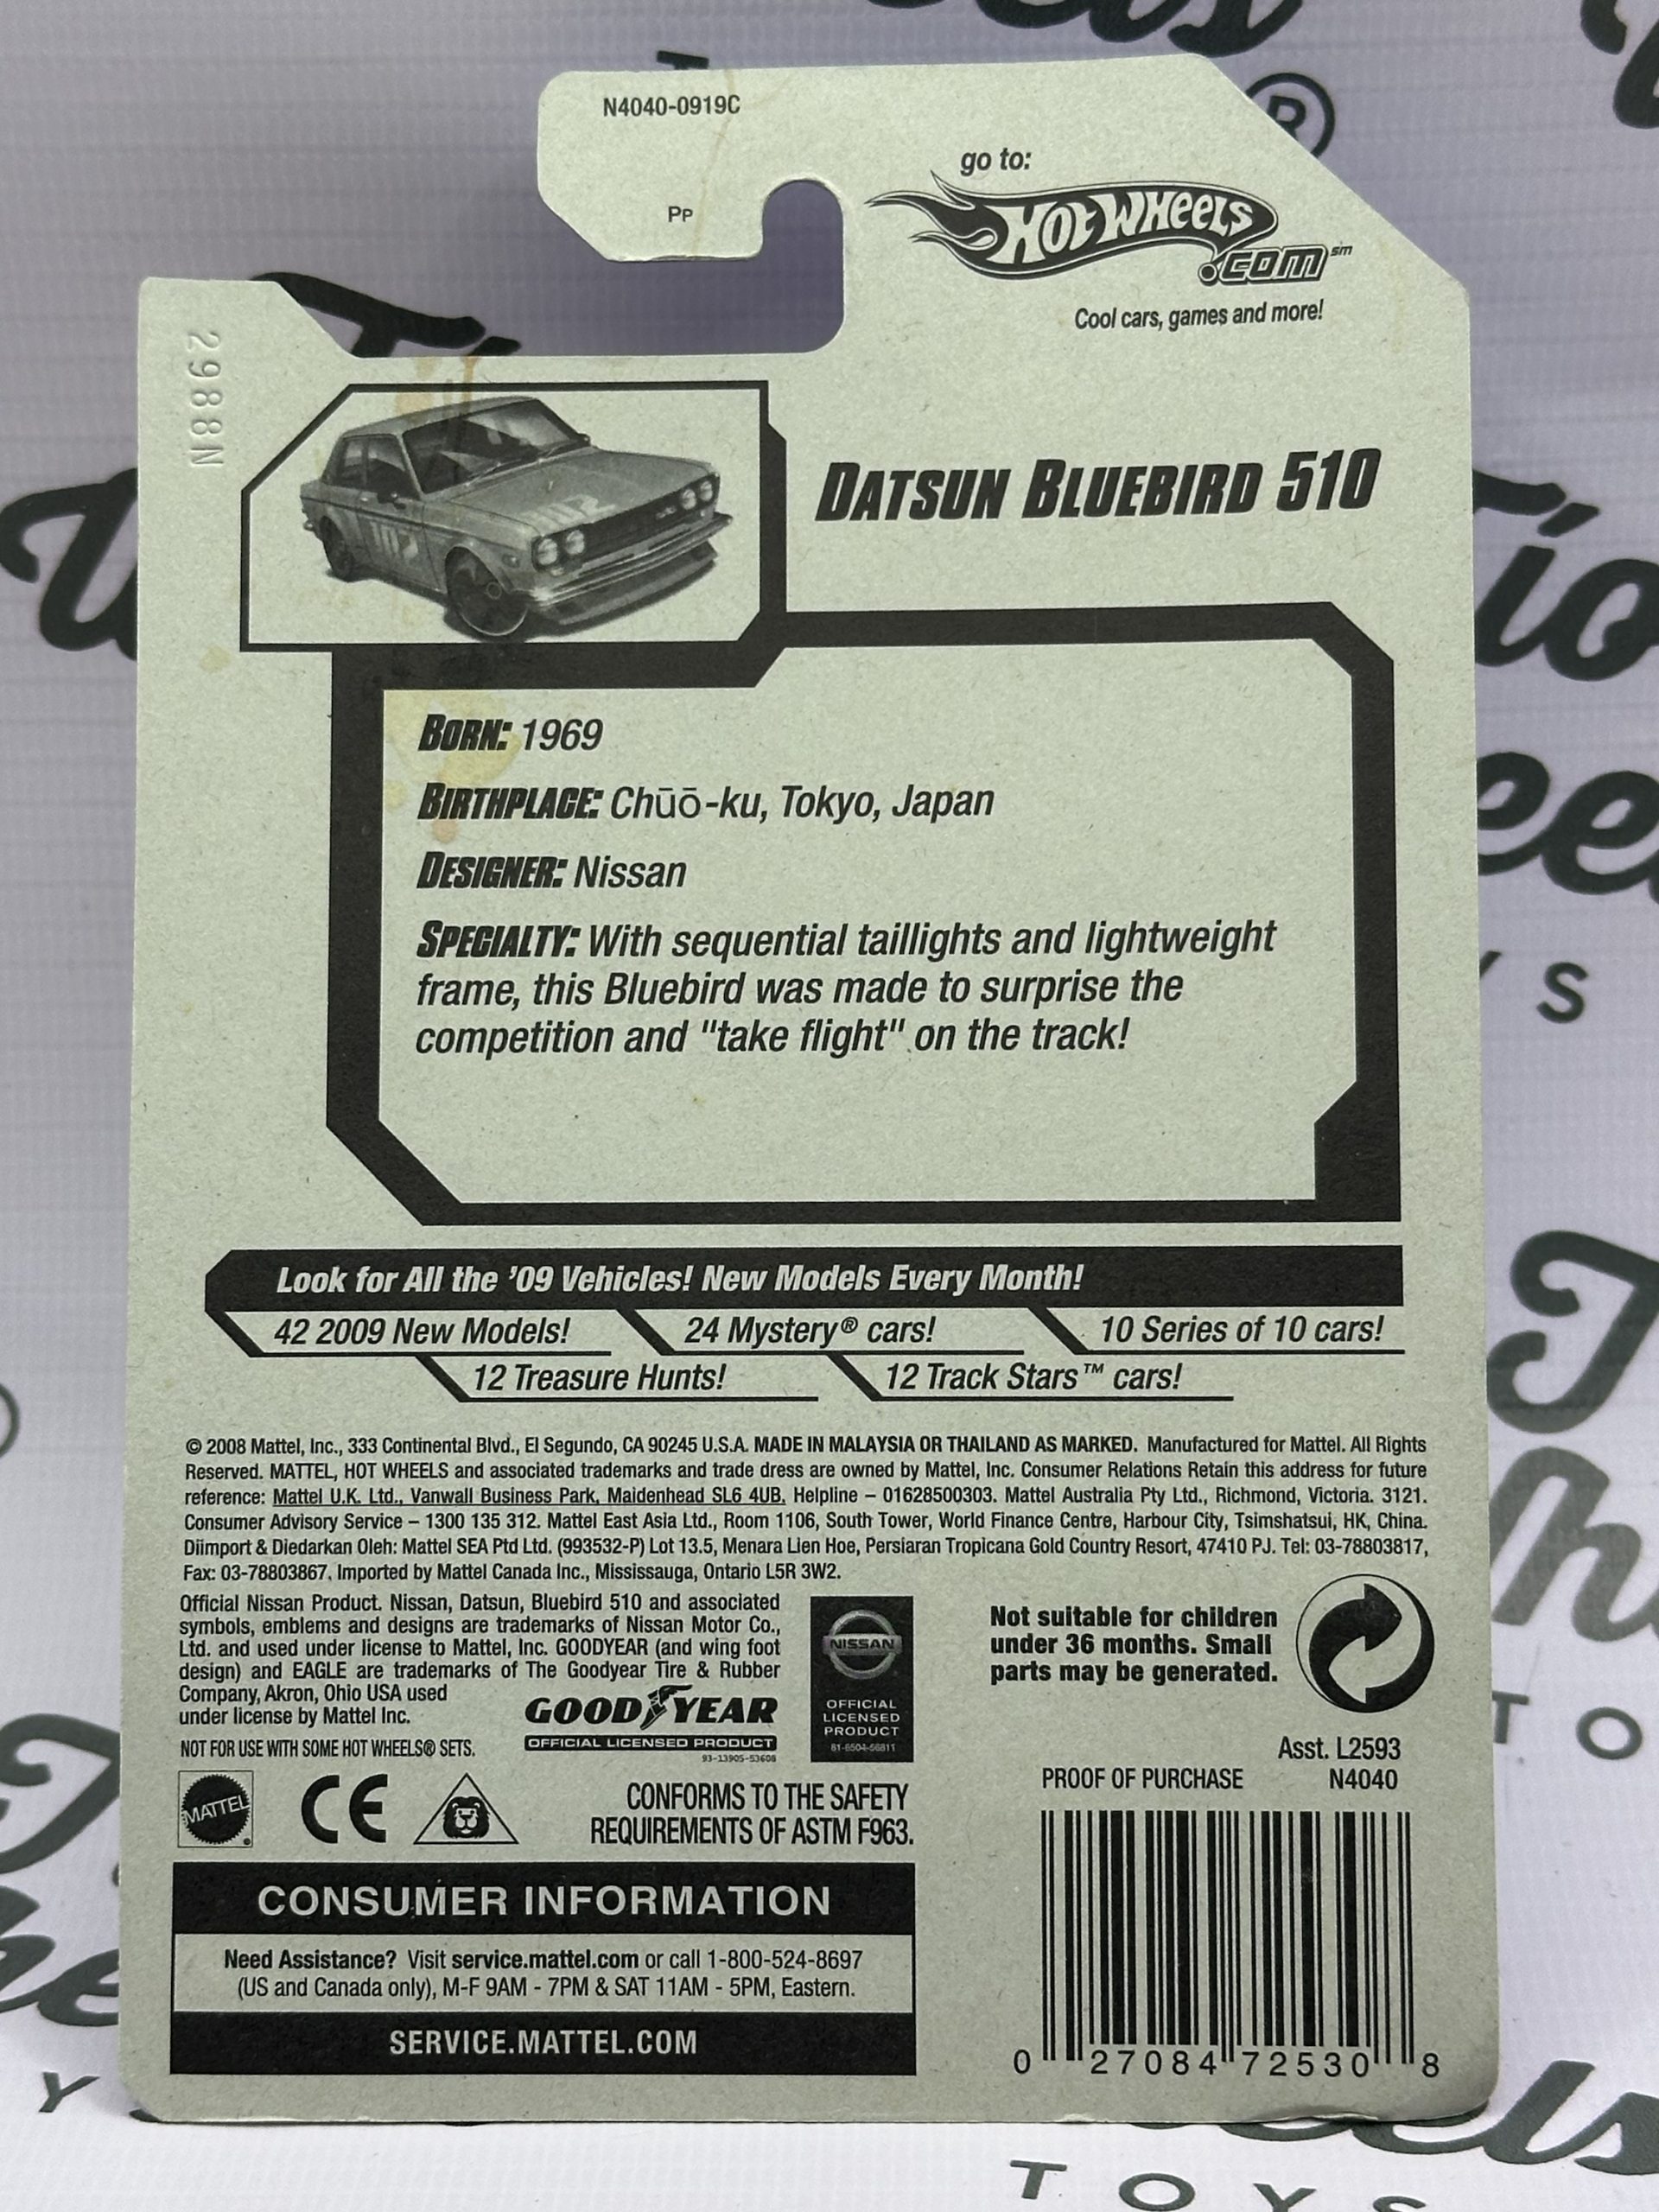 N4040-0919C
PP
go to:
HOT WHEELS
.COM℠
Cool cars, games and more!
2988N
DATSUN BLUEBIRD 510
BORN: 1969
BIRTHPLACE: Chūō-ku, Tokyo, Japan
DESIGNER: Nissan
SPECIALTY: With sequential taillights and lightweight
frame, this Bluebird was made to surprise the
competition and "take flight" on the track!
Look for All the ’09 Vehicles! New Models Every Month!
42 2009 New Models!
24 Mystery® cars!
10 Series of 10 cars!
12 Treasure Hunts!
12 Track Stars™ cars!
© 2008 Mattel, Inc., 333 Continental Blvd., El Segundo, CA 90245 U.S.A. MADE IN MALAYSIA OR THAILAND AS MARKED. Manufactured for Mattel. All Rights
Reserved. MATTEL, HOT WHEELS and associated trademarks and trade dress are owned by Mattel, Inc. Consumer Relations Retain this address for future
reference: Mattel U.K. Ltd., Vanwall Business Park, Maidenhead SL6 4UB. Helpline – 01628500303. Mattel Australia Pty Ltd., Richmond, Victoria. 3121.
Consumer Advisory Service – 1300 135 312. Mattel East Asia Ltd., Room 1106, South Tower, World Finance Centre, Harbour City, Tsimshatsui, HK, China.
Diimport & Diedarkan Oleh: Mattel SEA Ptd Ltd. (993532-P) Lot 13.5, Menara Lien Hoe, Persiaran Tropicana Gold Country Resort, 47410 PJ. Tel: 03-78803817,
Fax: 03-78803867. Imported by Mattel Canada Inc., Mississauga, Ontario L5R 3W2.
Official Nissan Product. Nissan, Datsun, Bluebird 510 and associated
symbols, emblems and designs are trademarks of Nissan Motor Co.,
Ltd. and used under license to Mattel, Inc. GOODYEAR (and wing foot
design) and EAGLE are trademarks of The Goodyear Tire & Rubber
Company, Akron, Ohio USA used
under license by Mattel Inc.
GOODYEAR
OFFICIAL LICENSED PRODUCT
93-13905-53608
NISSAN
OFFICIAL
LICENSED
PRODUCT
61-6504-56811
Not suitable for children
under 36 months. Small
parts may be generated.
NOT FOR USE WITH SOME HOT WHEELS® SETS.
MATTEL
CE
CONFORMS TO THE SAFETY
REQUIREMENTS OF ASTM F963.
Asst. L2593
PROOF OF PURCHASE N4040
CONSUMER INFORMATION
Need Assistance? Visit service.mattel.com or call 1-800-524-8697
(US and Canada only), M-F 9AM - 7PM & SAT 11AM - 5PM, Eastern.
SERVICE.MATTEL.COM
0 27084 72530 8
TOYS